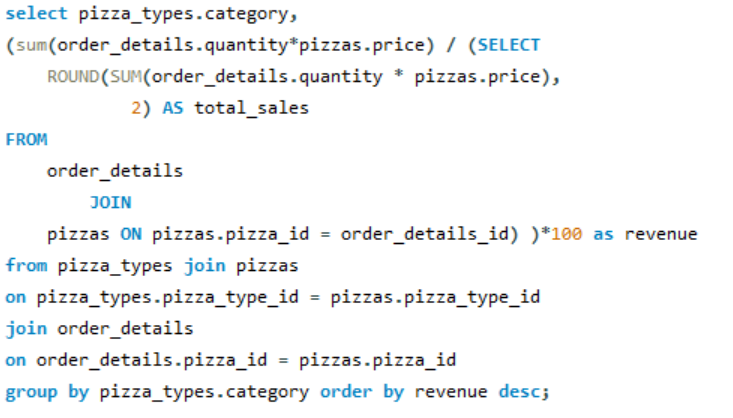 select pizza_types.category,
(sum(order_details.quantity*pizzas.price) / (SELECT
ROUND(SUM(order_details.quantity * pizzas.price),
2) AS total_sales
FROM
order_details
JOIN
pizzas ON pizzas.pizza_id = order_details_id) )*100 as revenue
from pizza_types join pizzas
on pizza_types.pizza_type_id = pizzas.pizza_type_id
join order_details
on order_details.pizza_id = pizzas.pizza_id
group by pizza_types.category order by revenue desc;